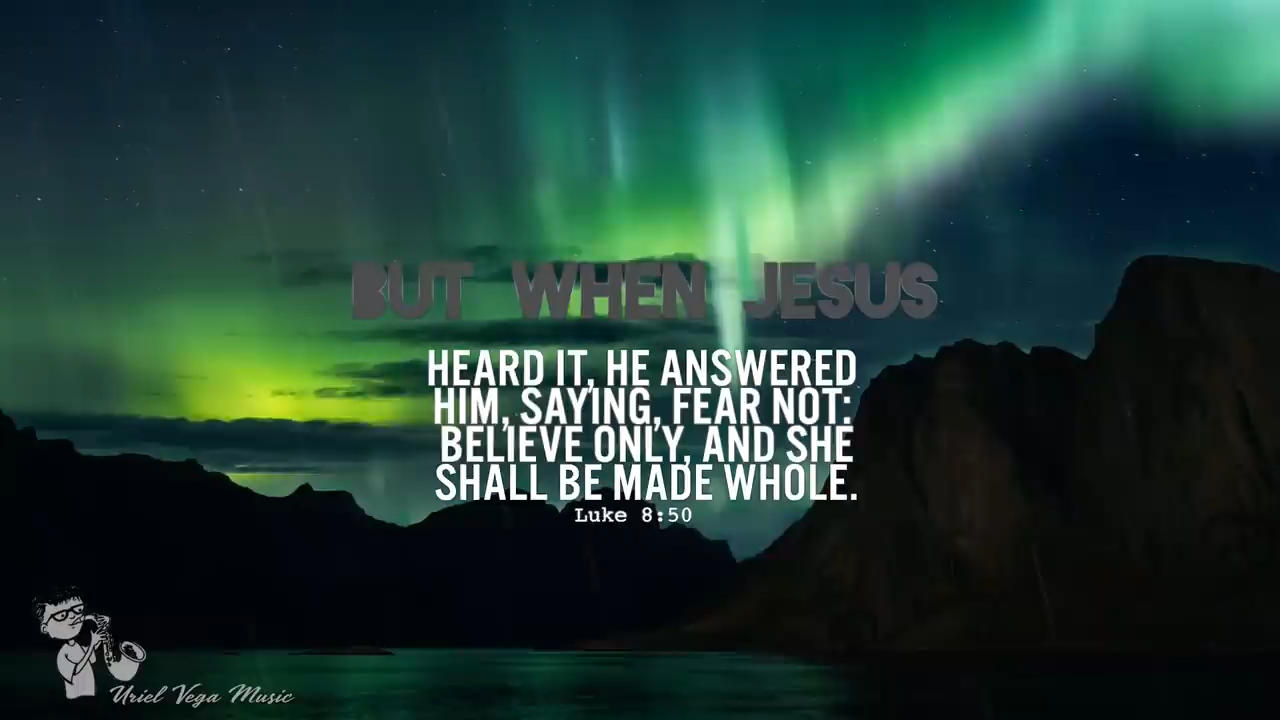 BUT WHEN JESUS
HEARD IT, HE ANSWERED
HIM, SAYING, FEAR NOT:
BELIEVE ONLY, AND SHE
SHALL BE MADE WHOLE.
Luke 8:50
Uriel Vega Music